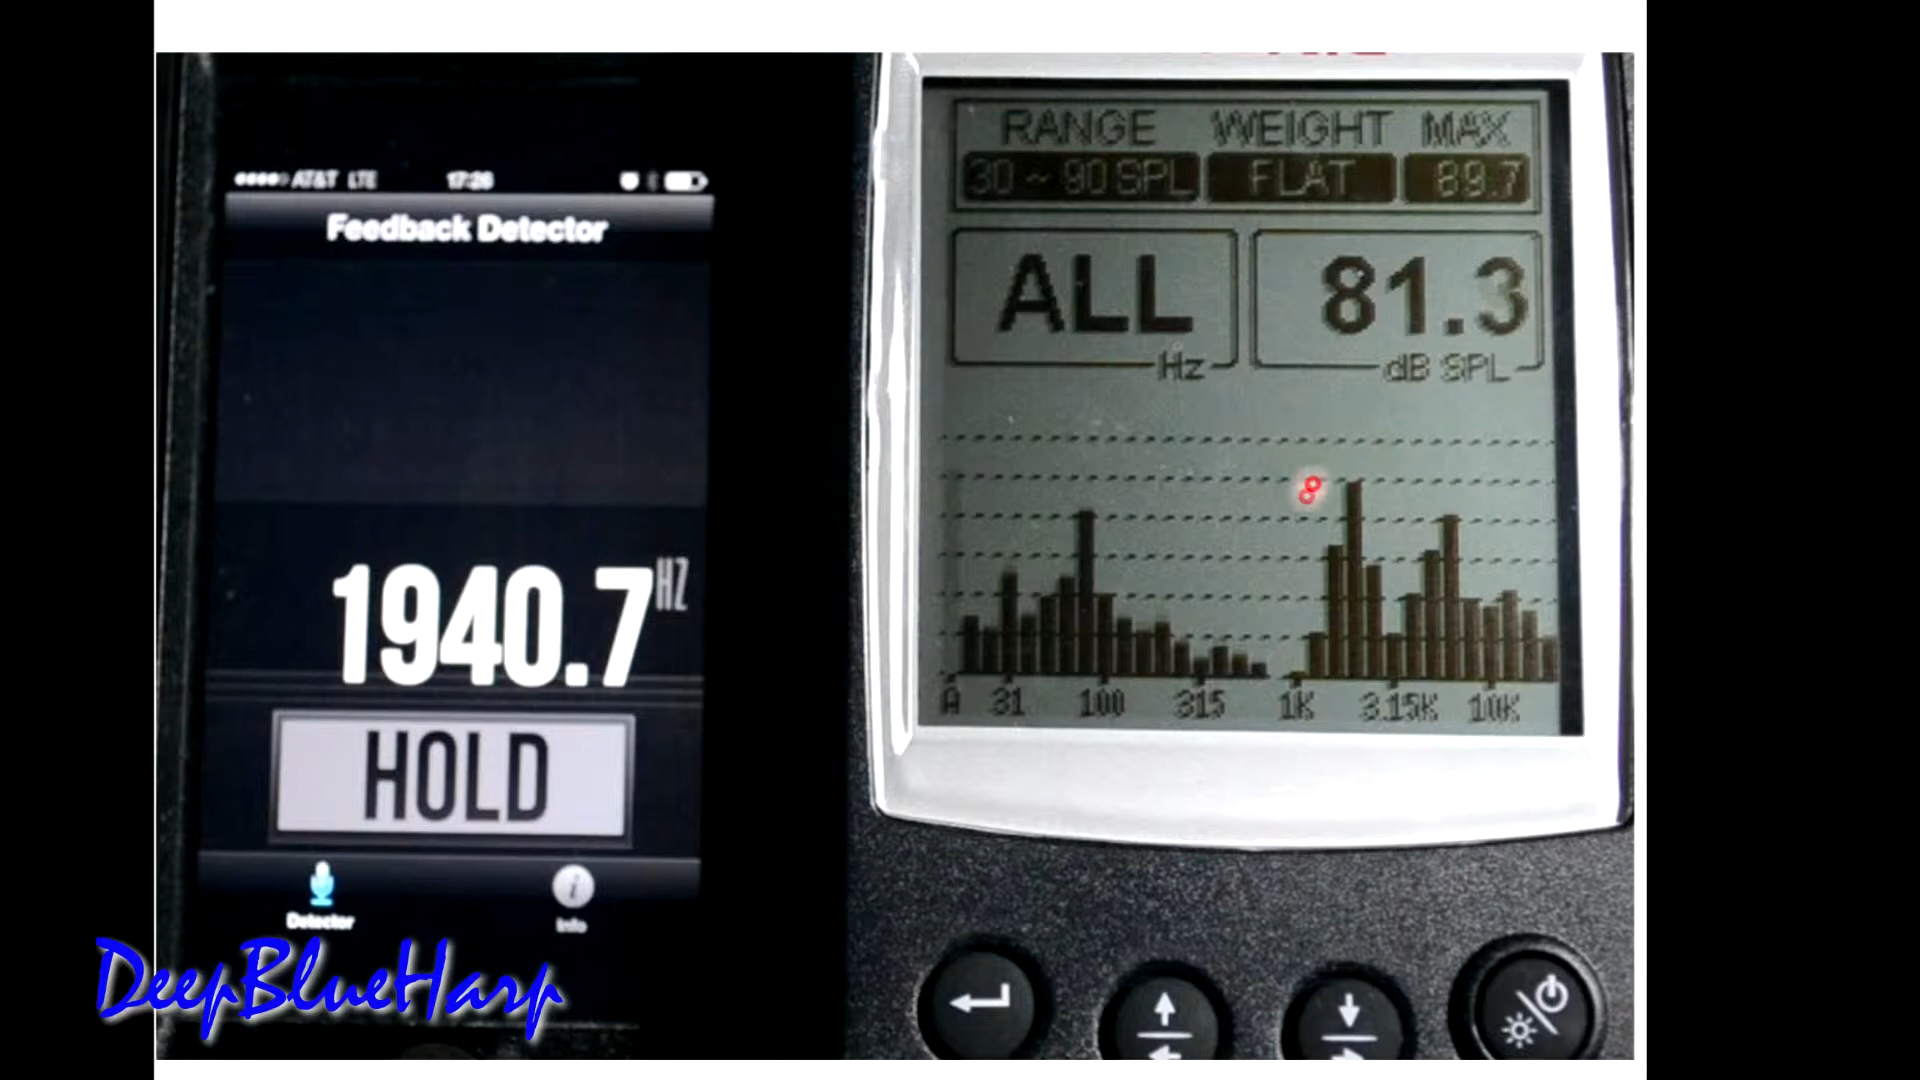 AT&T LTE 17:26
Feedback Detector
1940.7 HZ
HOLD
Detector Info
RANGE WEIGHT MAX
30 ~ 90 SPL FLAT 89.7
ALL Hz 81.3 dB SPL
A 31 100 315 1K 3.15K 10K
DeepBlueHarp